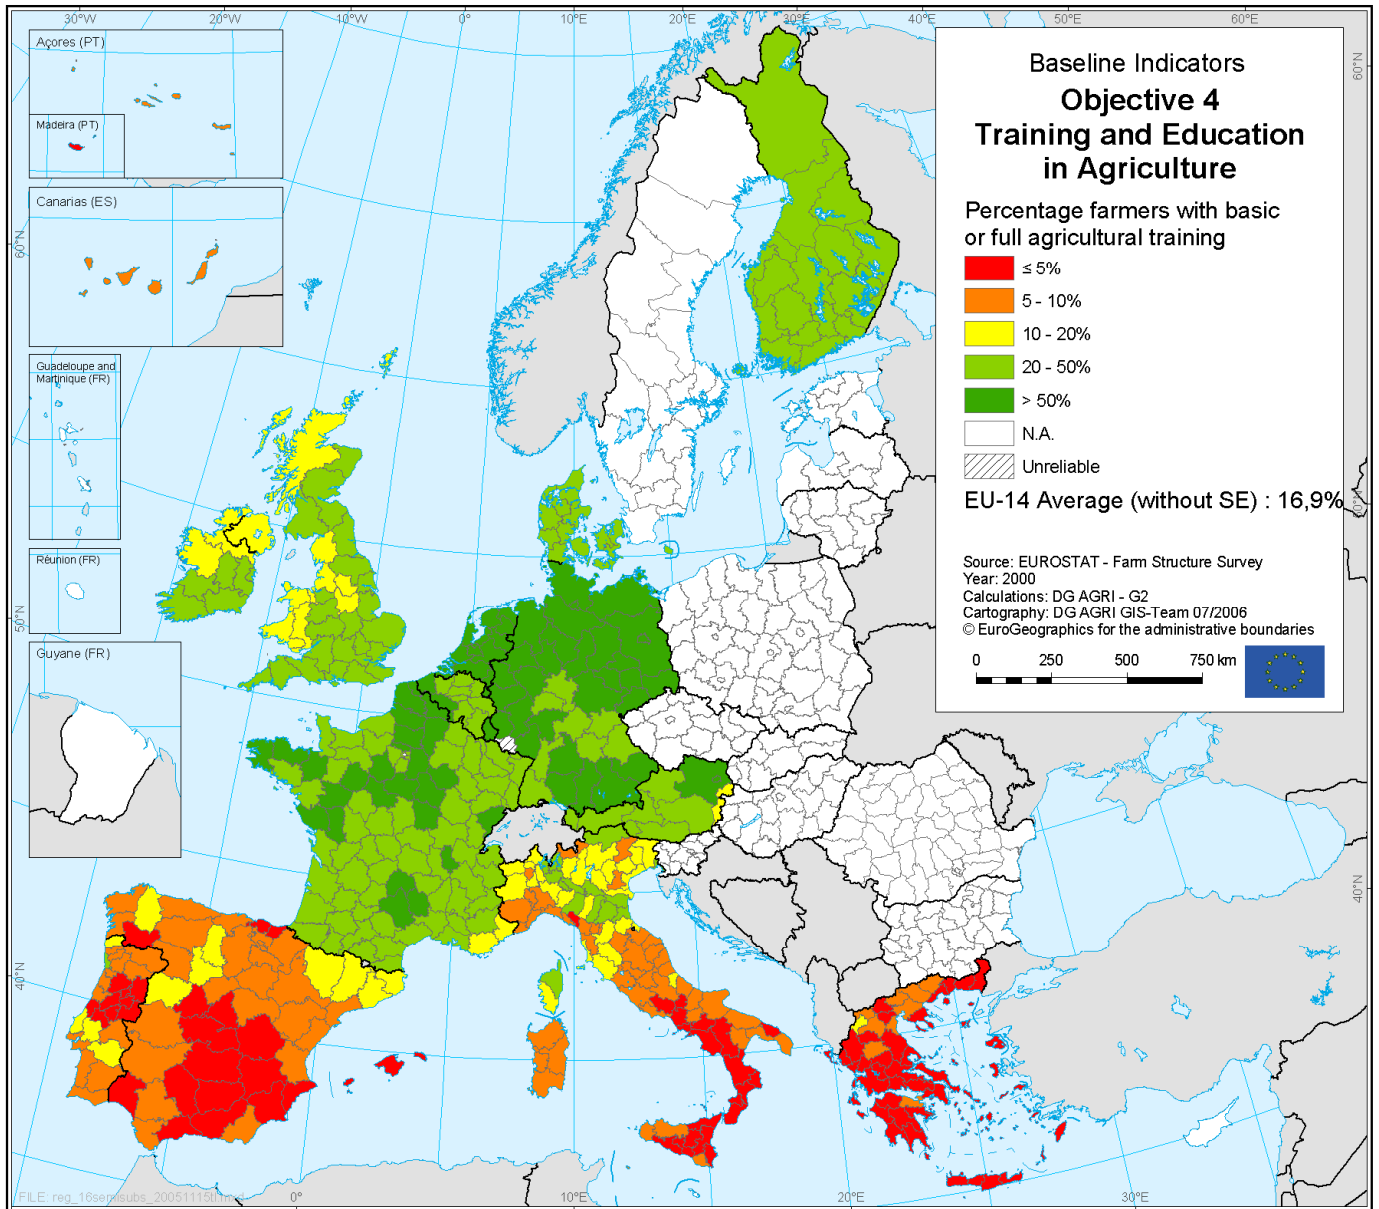 30°W 20°W 10°W 0° 10°E 20°E 30°E 40°E 50°E 60°E
Açores (PT)
Madeira (PT)
Canarias (ES)
Guadeloupe and
Martinique (FR)
Réunion (FR)
Guyane (FR)
60°N
50°N
40°N
Baseline Indicators
Objective 4
Training and Education
in Agriculture
Percentage farmers with basic
or full agricultural training
≤ 5%
5 - 10%
10 - 20%
20 - 50%
> 50%
N.A.
Unreliable
EU-14 Average (without SE) : 16,9%
Source: EUROSTAT - Farm Structure Survey
Year: 2000
Calculations: DG AGRI - G2
Cartography: DG AGRI GIS-Team 07/2006
© EuroGeographics for the administrative boundaries
0 250 500 750 km
60°N
40°N
0° 10°E 20°E 30°E